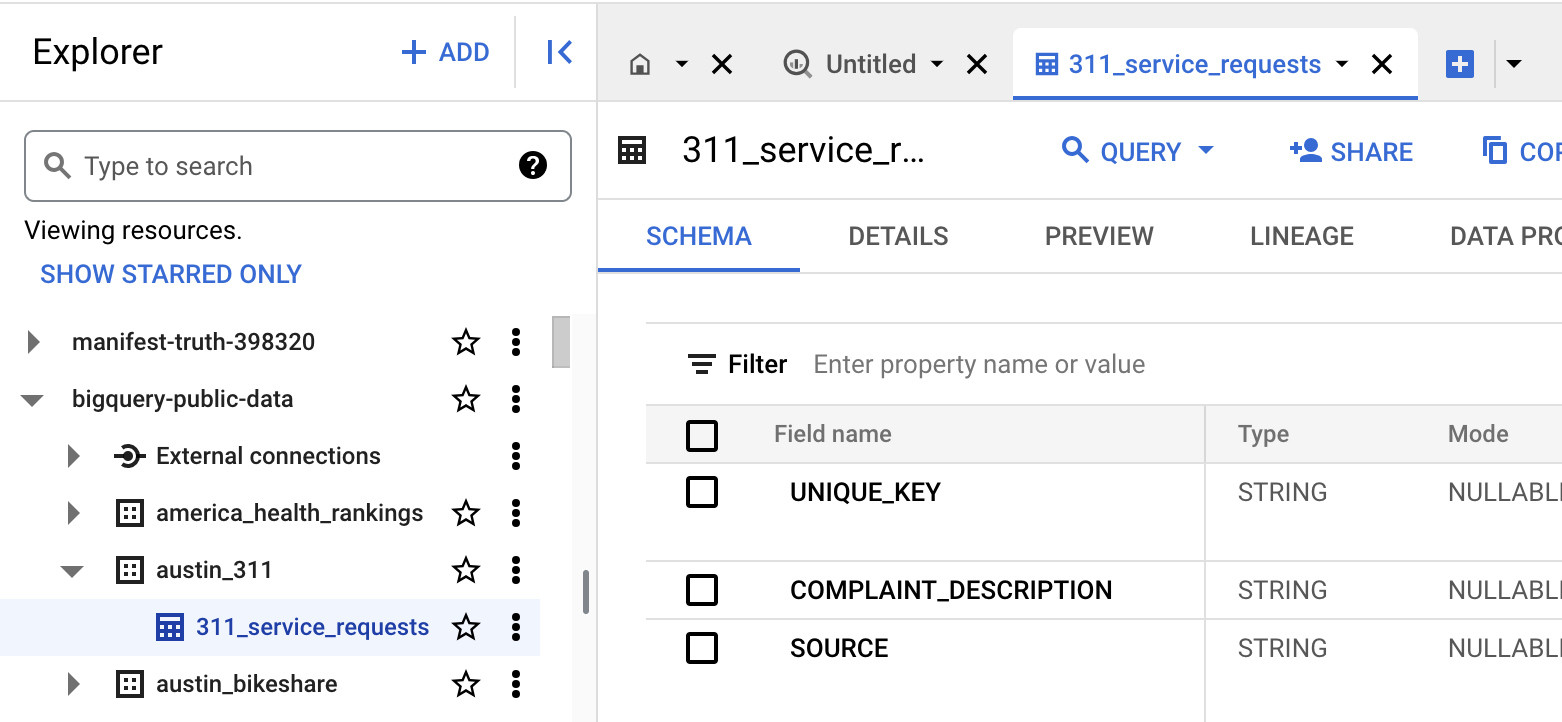 Explorer
ADD
Type to search
Viewing resources.
SHOW STARRED ONLY
manifest-truth-398320
bigquery-public-data
External connections
america_health_rankings
austin_311
311_service_requests
austin_bikeshare
Untitled
311_service_requests
311_service_r...
QUERY
SHARE
COP
SCHEMA
DETAILS
PREVIEW
LINEAGE
DATA PRO
Filter Enter property name or value
Field name Type Mode
UNIQUE_KEY STRING NULLABL
COMPLAINT_DESCRIPTION STRING NULLABL
SOURCE STRING NULLABL